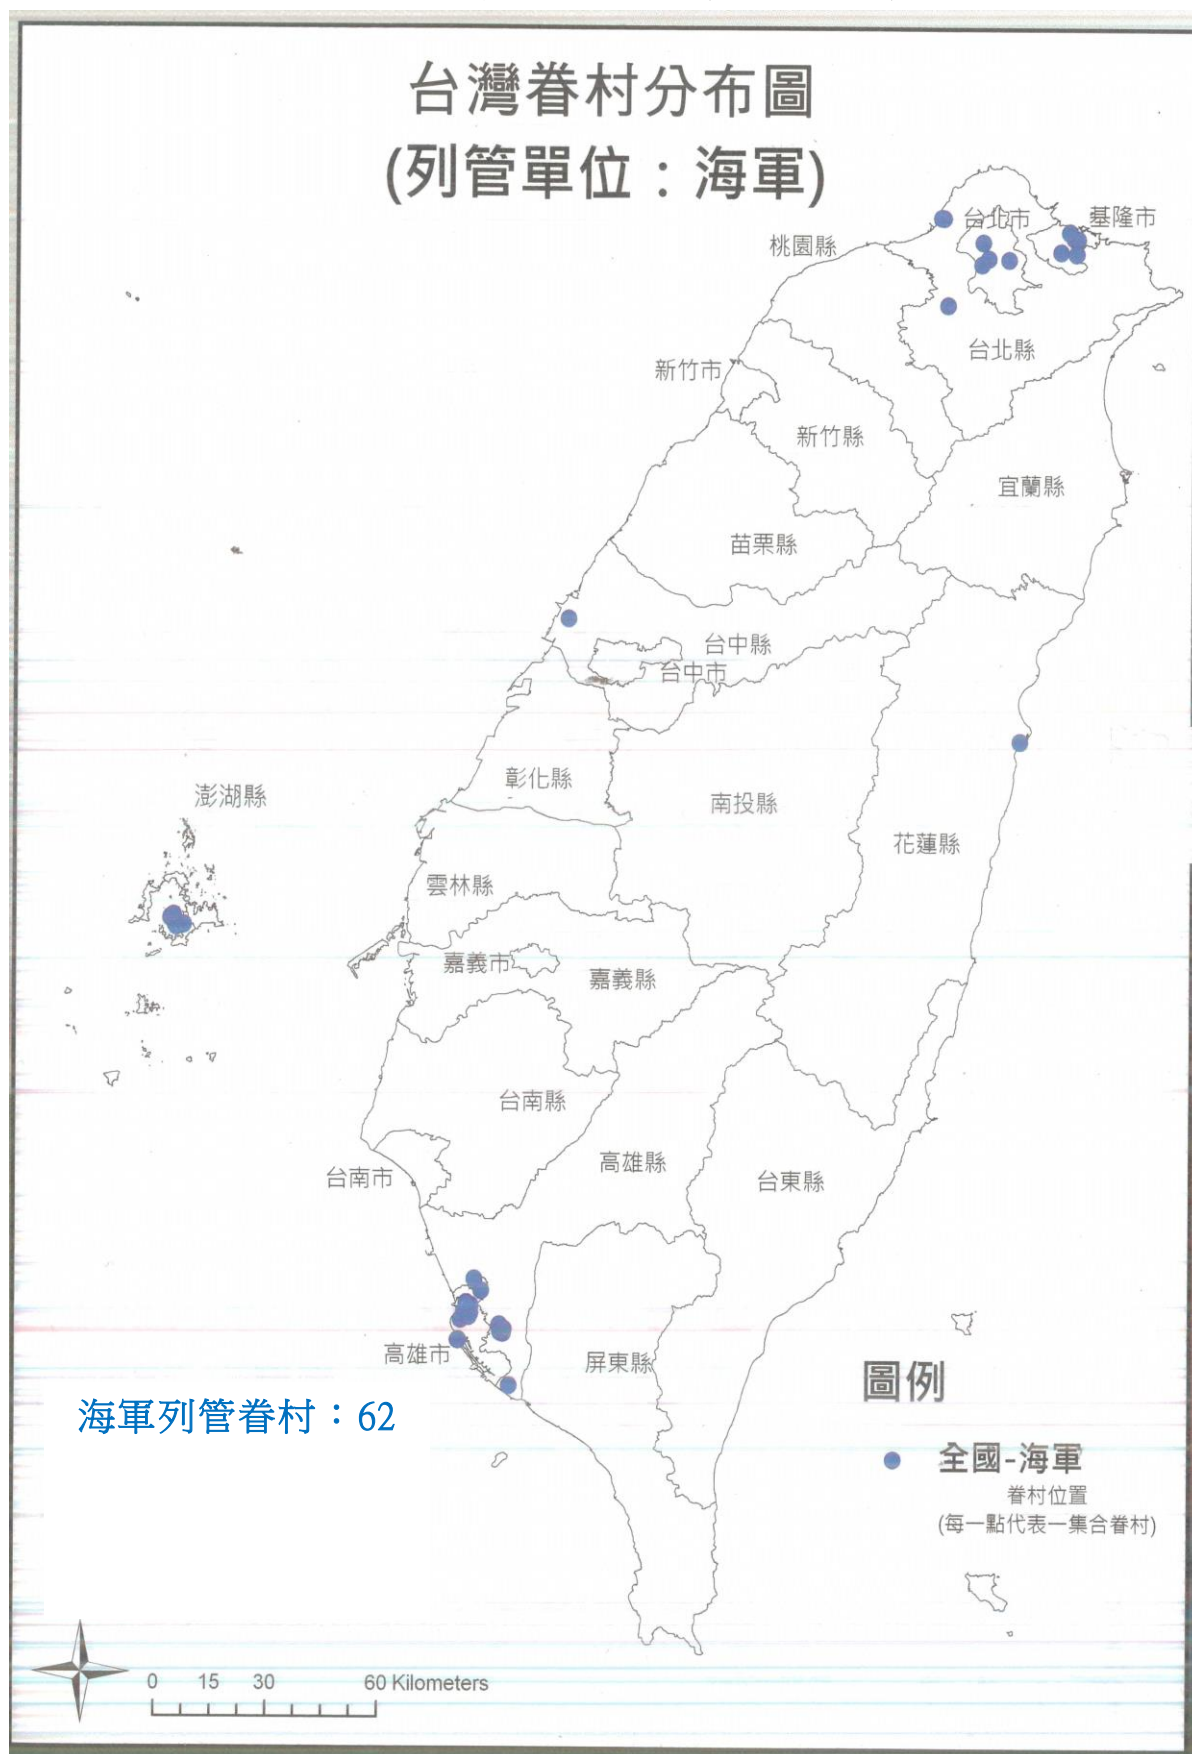 台灣眷村分布圖
(列管單位：海軍)
台北市
基隆市
桃園縣
台北縣
新竹市
新竹縣
宜蘭縣
苗栗縣
台中縣
台中市
彰化縣
南投縣
澎湖縣
花蓮縣
雲林縣
嘉義市
嘉義縣
台南縣
高雄縣
台南市
台東縣
高雄市
屏東縣
圖例
海軍列管眷村：62
全國-海軍
眷村位置
(每一點代表一集合眷村)
0 15 30 60 Kilometers